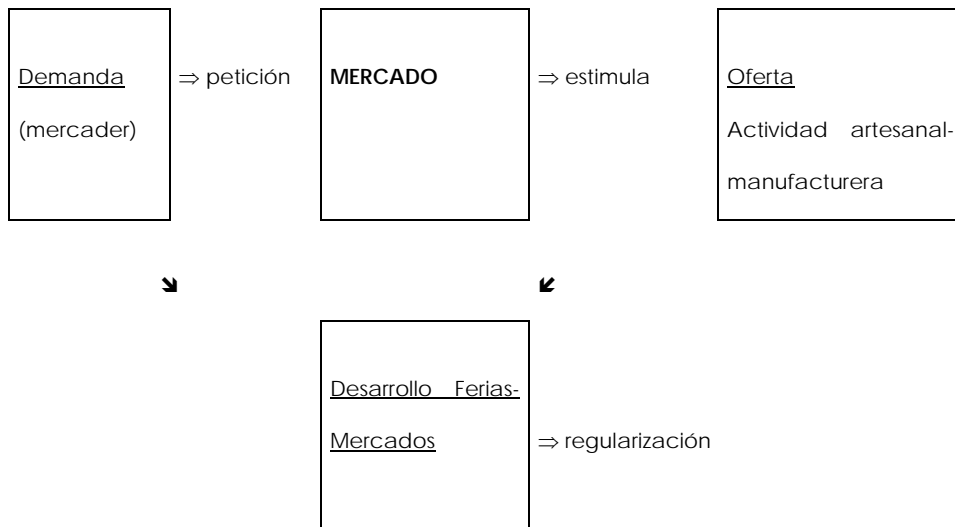 Demanda ⇒ petición MERCADO ⇒ estimula Oferta
(mercader) Actividad artesanal-
manufacturera
Desarrollo Ferias-
Mercados ⇒ regularización